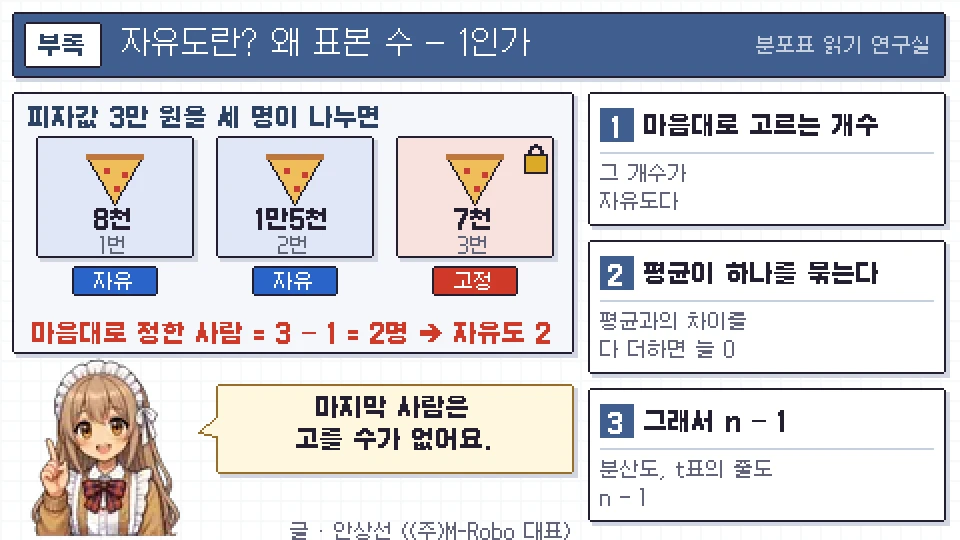 부록
자유도란? 왜 표본 수 – 1인가
분포표 읽기 연구실
피자값 3만 원을 세 명이 나누면
8천
1번
자유
1만5천
2번
자유
7천
3번
고정
마음대로 정한 사람 = 3 – 1 = 2명 → 자유도 2
마지막 사람은
고를 수가 없어요.
글 · 안상선 ((주)M-Robo 대표)
1 마음대로 고르는 개수
그 개수가
자유도다
2 평균이 하나를 묶는다
평균과의 차이를
다 더하면 늘 0
3 그래서 n – 1
분산도, t표의 줄도
n – 1